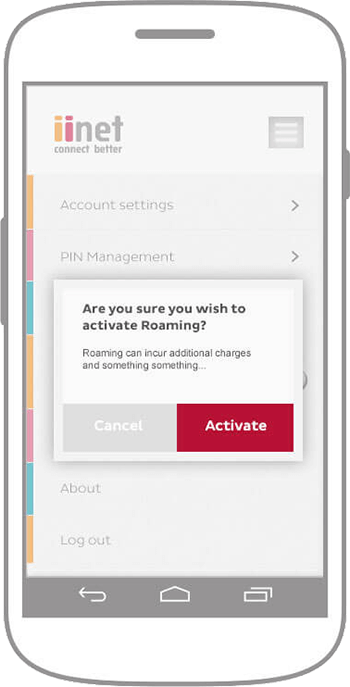 iinet
connect better
Account settings
PIN Management
Are you sure you wish to
activate Roaming?
Roaming can incur additional charges
and something something...
Cancel
Activate
About
Log out